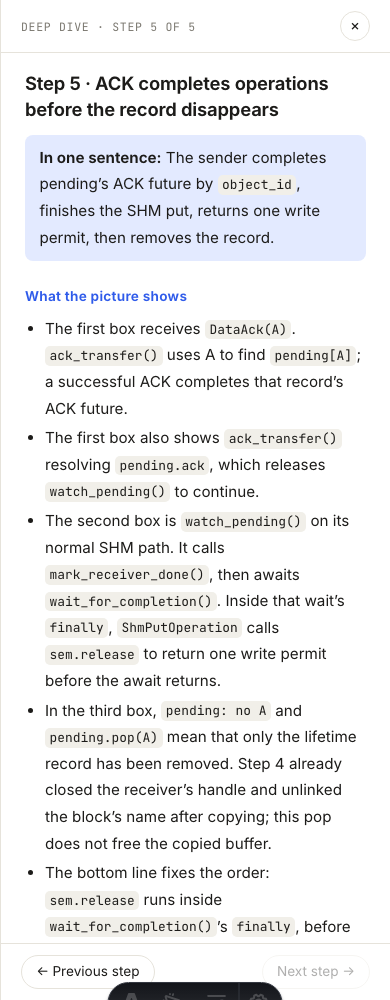 DEEP DIVE · STEP 5 OF 5
×
Step 5 · ACK completes operations
before the record disappears
In one sentence: The sender completes
pending’s ACK future by object_id,
finishes the SHM put, returns one write
permit, then removes the record.
What the picture shows
• The first box receives DataAck(A).
ack_transfer() uses A to find pending[A];
a successful ACK completes that record’s
ACK future.
• The first box also shows ack_transfer()
resolving pending.ack, which releases
watch_pending() to continue.
• The second box is watch_pending() on its
normal SHM path. It calls
mark_receiver_done(), then awaits
wait_for_completion(). Inside that wait’s
finally, ShmPutOperation calls
sem.release to return one write permit
before the await returns.
• In the third box, pending: no A and
pending.pop(A) mean that only the lifetime
record has been removed. Step 4 already
closed the receiver’s handle and unlinked
the block’s name after copying; this pop
does not free the copied buffer.
• The bottom line fixes the order:
sem.release runs inside
wait_for_completion()’s finally, before
← Previous step
Next step →